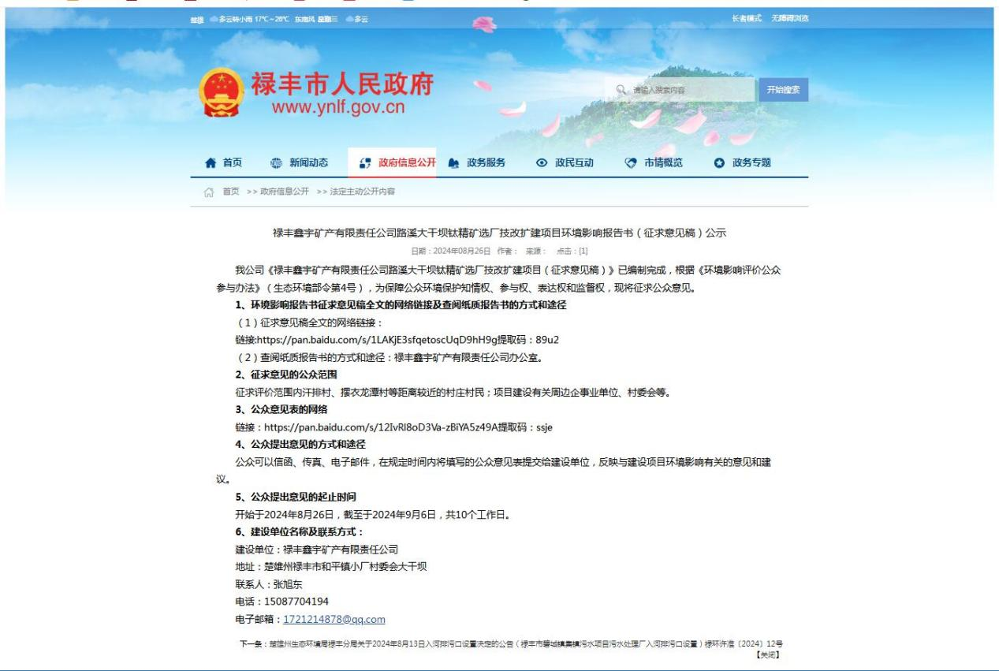 楚雄 多云转小雨 17℃~26℃ 东南风 星期三 多云
长者模式 无障碍浏览
禄丰市人民政府
www.ynlf.gov.cn
请输入搜索内容
开始搜索
首页 新闻动态 政府信息公开 政务服务 政民互动 市情概览 政务专题
首页 >> 政府信息公开 >> 法定主动公开内容
禄丰鑫宇矿产有限责任公司路溪大干坝钛精矿选厂技改扩建项目环境影响报告书（征求意见稿）公示
日期：2024年08月26日 作者： 来源： 点击：[1]
我公司《禄丰鑫宇矿产有限责任公司路溪大干坝钛精矿选厂技改扩建项目（征求意见稿）》已编制完成，根据《环境影响评价公众
参与办法》（生态环境部令第4号），为保障公众环境保护知情权、参与权、表达权和监督权，现将征求公众意见。
1、环境影响报告书征求意见稿全文的网络链接及查阅纸质报告书的方式和途径
（1）征求意见稿全文的网络链接：
链接:https://pan.baidu.com/s/1LAKjE3sfqetoscUqD9hH9g提取码：89u2
（2）查阅纸质报告书的方式和途径：禄丰鑫宇矿产有限责任公司办公室。
2、征求意见的公众范围
征求评价范围内汗排村、摆衣龙潭村等距离较近的村庄村民；项目建设有关周边企事业单位、村委会等。
3、公众意见表的网络
链接：https://pan.baidu.com/s/12IvRl8oD3Va-zBiYA5z49A提取码：ssje
4、公众提出意见的方式和途径
公众可以信函、传真、电子邮件，在规定时间内将填写的公众意见表提交给建设单位，反映与建设项目环境影响有关的意见和建
议。
5、公众提出意见的起止时间
开始于2024年8月26日，截至于2024年9月6日，共10个工作日。
6、建设单位名称及联系方式：
建设单位：禄丰鑫宇矿产有限责任公司
地址：楚雄州禄丰市和平镇小厂村委会大干坝
联系人：张旭东
电话：15087704194
电子邮箱：1721214878@qq.com
下一条：楚雄州生态环境局禄丰分局关于2024年8月13日入河排污口设置决定的公告（禄丰市碧城镇集镇污水项目污水处理厂入河排污口设置）禄环许准〔2024〕12号
【关闭】